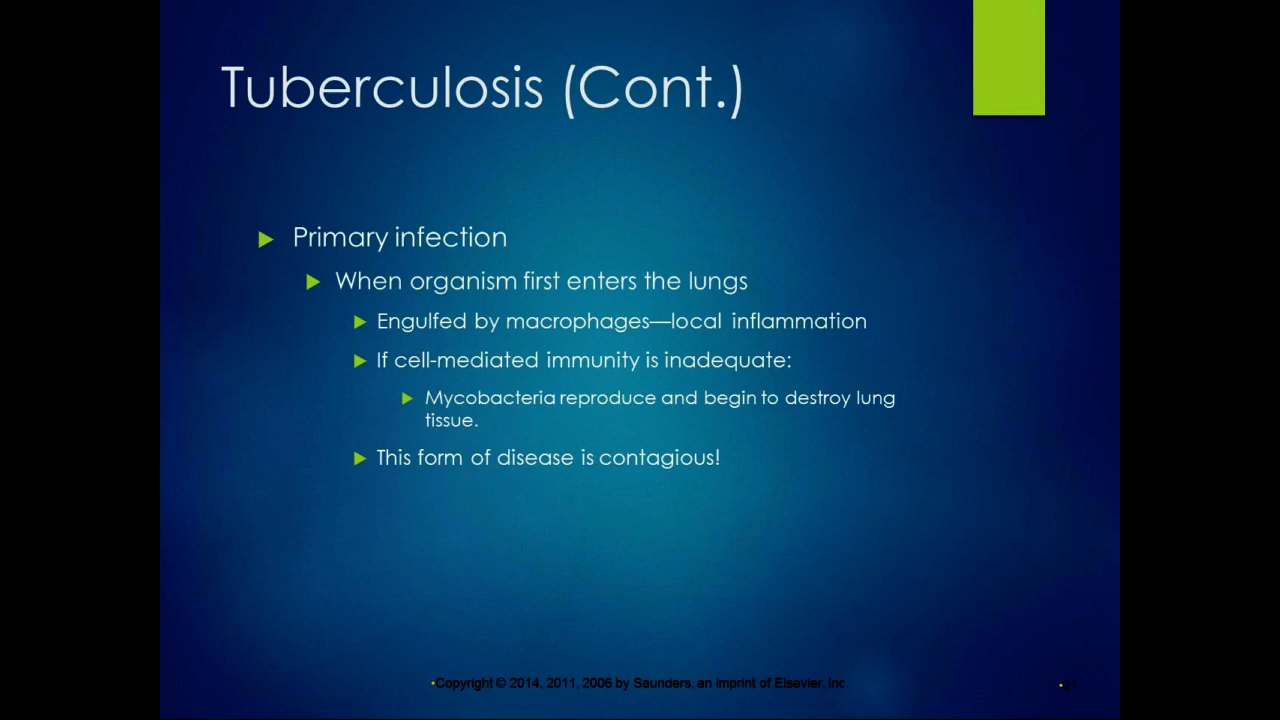 Tuberculosis (Cont.)
Primary infection
When organism first enters the lungs
Engulfed by macrophages—local inflammation
If cell-mediated immunity is inadequate:
Mycobacteria reproduce and begin to destroy lung
tissue.
This form of disease is contagious!
•Copyright © 2014, 2011, 2006 by Saunders, an imprint of Elsevier, Inc.